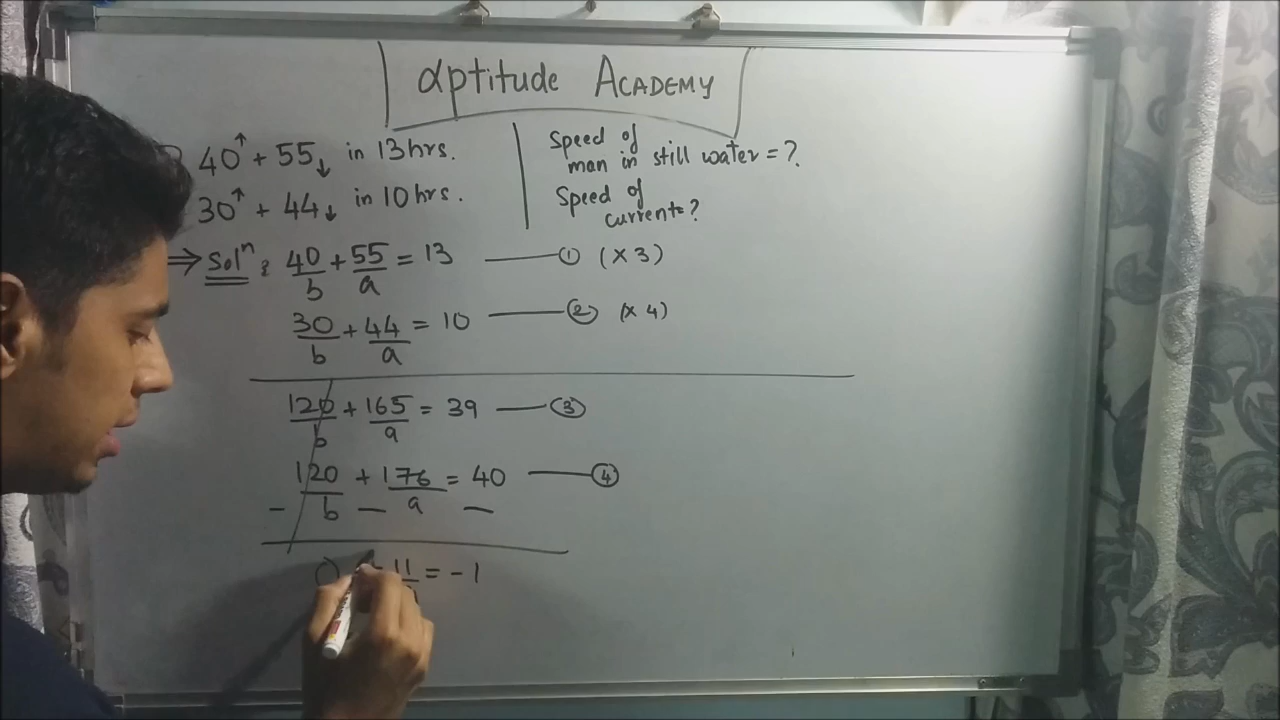 αptitude ACADEMY
40↑ + 55↓ in 13 hrs.
30↑ + 44↓ in 10 hrs.
Speed of
man in still water = ?
Speed of
current = ?
⇒ Solⁿ : 40/b + 55/a = 13 —— ① (×3)
30/b + 44/a = 10 —— ② (×4)
120/b + 165/a = 39 —— ③
120/b + 176/a = 40 —— ④
− − −
0 11 = -1